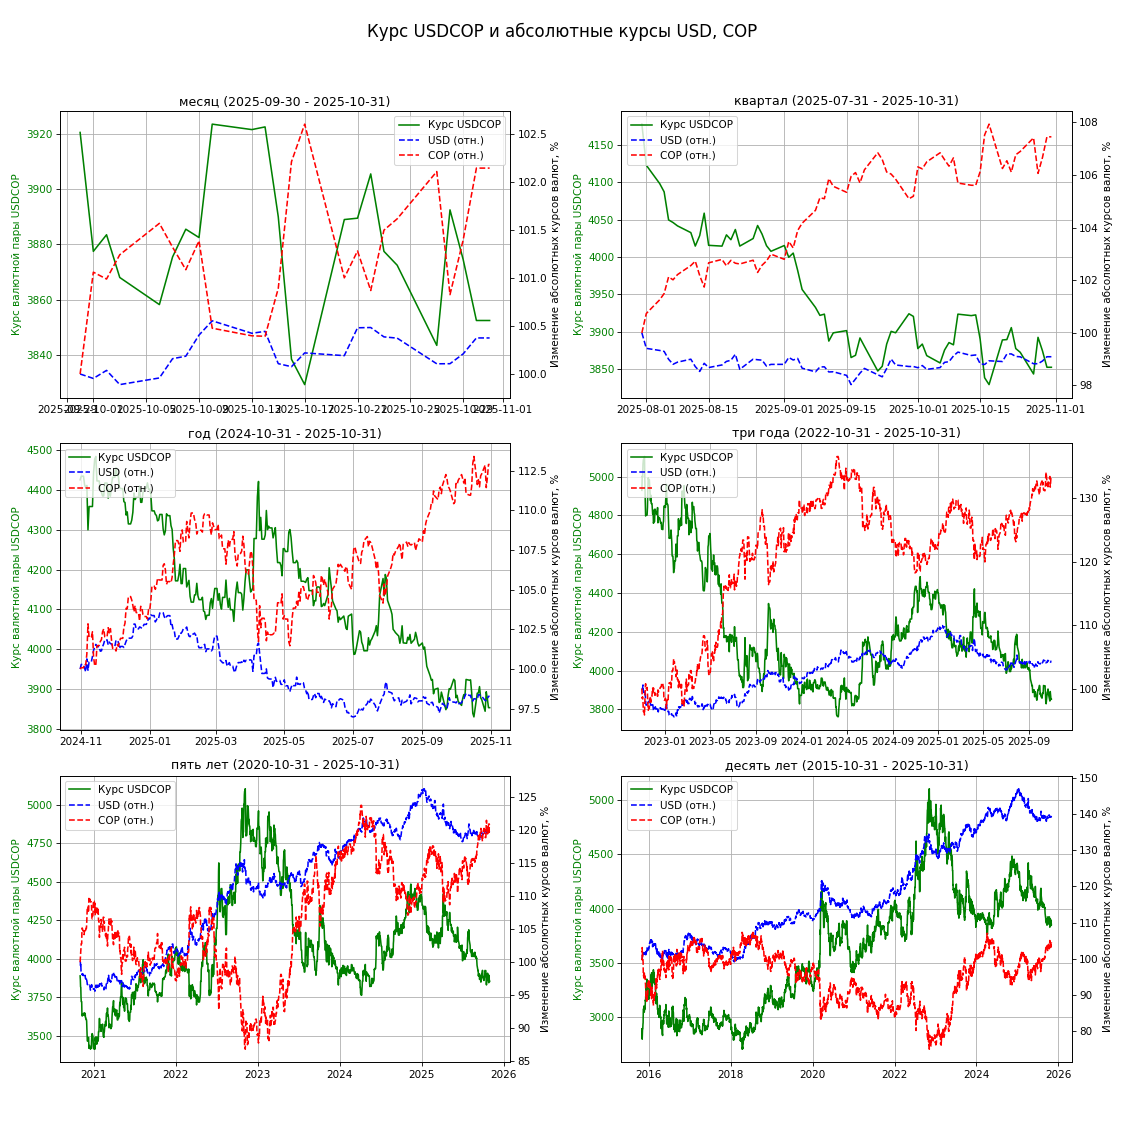 Курс USDCOP и абсолютные курсы USD, COP
месяц (2025-09-30 - 2025-10-31)
Курс валютной пары USDCOP
3920
3900
3880
3860
3840
Курс USDCOP
USD (отн.)
COP (отн.)
102.5
102.0
101.5
101.0
100.5
100.0
Изменение абсолютных курсов валют, %
2025-10-01 2025-10-05 2025-10-09 2025-10-13 2025-10-17 2025-10-21 2025-10-25 2025-10-29 2025-11-01
квартал (2025-07-31 - 2025-10-31)
Курс валютной пары USDCOP
4150
4100
4050
4000
3950
3900
3850
Курс USDCOP
USD (отн.)
COP (отн.)
108
106
104
102
100
98
Изменение абсолютных курсов валют, %
2025-08-01 2025-08-15 2025-09-01 2025-09-15 2025-10-01 2025-10-15 2025-11-01
год (2024-10-31 - 2025-10-31)
Курс валютной пары USDCOP
4500
4400
4300
4200
4100
4000
3900
3800
Курс USDCOP
USD (отн.)
COP (отн.)
112.5
110.0
107.5
105.0
102.5
100.0
97.5
Изменение абсолютных курсов валют, %
2024-11 2025-01 2025-03 2025-05 2025-07 2025-09 2025-11
три года (2022-10-31 - 2025-10-31)
Курс валютной пары USDCOP
5000
4800
4600
4400
4200
4000
3800
Курс USDCOP
USD (отн.)
COP (отн.)
130
120
110
100
Изменение абсолютных курсов валют, %
2023-01 2023-05 2023-09 2024-01 2024-05 2024-09 2025-01 2025-05 2025-09
пять лет (2020-10-31 - 2025-10-31)
Курс валютной пары USDCOP
5000
4750
4500
4250
4000
3750
3500
Курс USDCOP
USD (отн.)
COP (отн.)
125
120
115
110
105
100
95
90
85
Изменение абсолютных курсов валют, %
2021 2022 2023 2024 2025 2026
десять лет (2015-10-31 - 2025-10-31)
Курс валютной пары USDCOP
5000
4500
4000
3500
3000
Курс USDCOP
USD (отн.)
COP (отн.)
150
140
130
120
110
100
90
80
Изменение абсолютных курсов валют, %
2016 2018 2020 2022 2024 2026